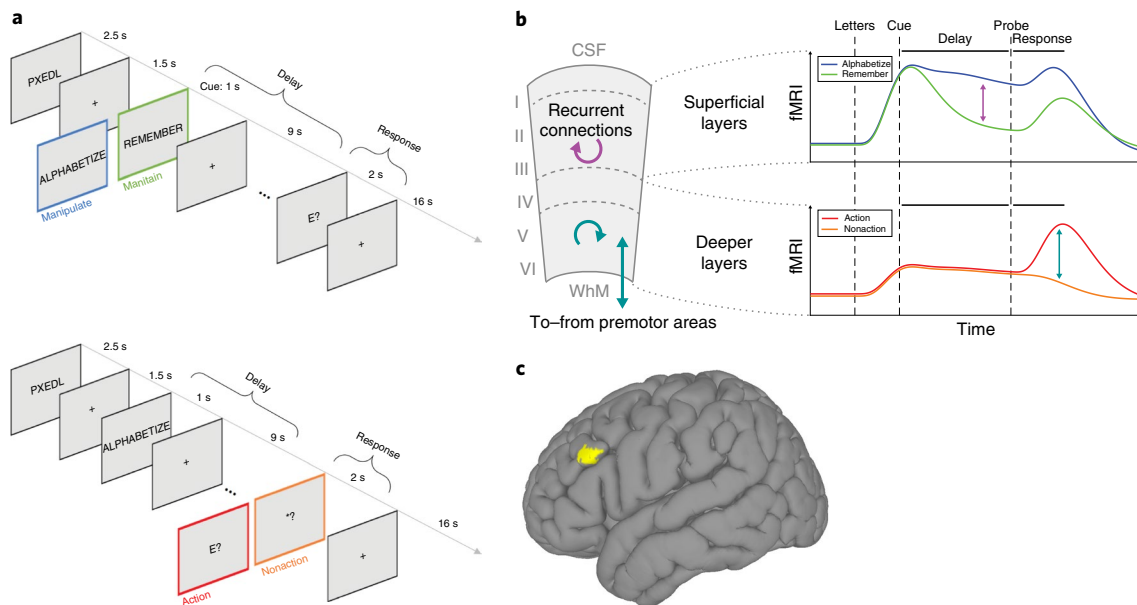 a
2.5 s
PXEDL
1.5 s
+
Cue: 1 s
Delay
REMEMBER
9 s
ALPHABETIZE
Response
+
2 s
Manitain
Manipulate
...
16 s
E?
+
2.5 s
PXEDL
1.5 s
Delay
+
1 s
ALPHABETIZE
9 s
Response
+
2 s
...
*?
16 s
E?
+
Nonaction
Action
b
CSF
I
Recurrent
connections
II
III
IV
V
VI
WhM
To–from premotor areas
Superficial
layers
Deeper
layers
Letters
Cue
Probe
Delay
Response
Alphabetize
Remember
fMRI
Action
Nonaction
fMRI
Time
c